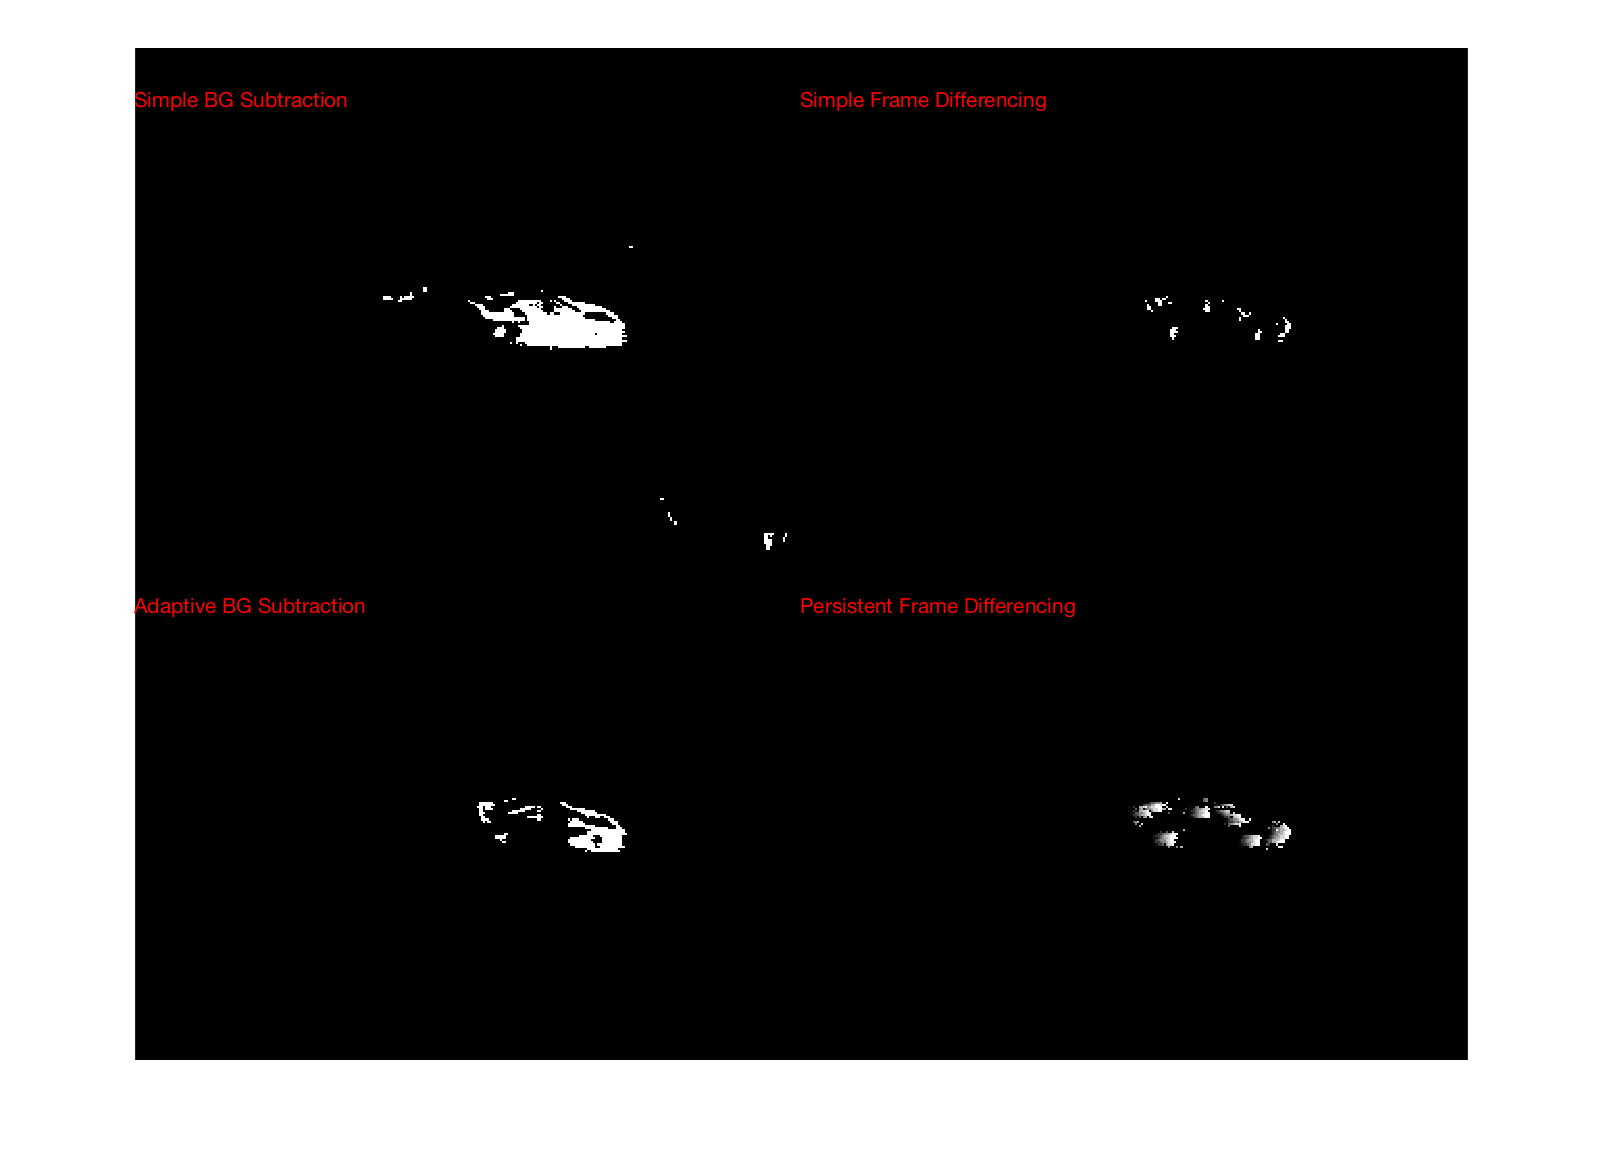 Simple BG Subtraction
Simple Frame Differencing
Adaptive BG Subtraction
Persistent Frame Differencing